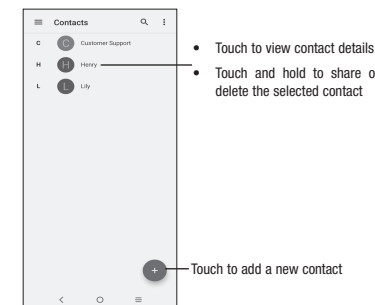 Contacts
C C Customer Support
H H Henry
L L Lily
• Touch to view contact details
• Touch and hold to share o
delete the selected contact
+
Touch to add a new contact